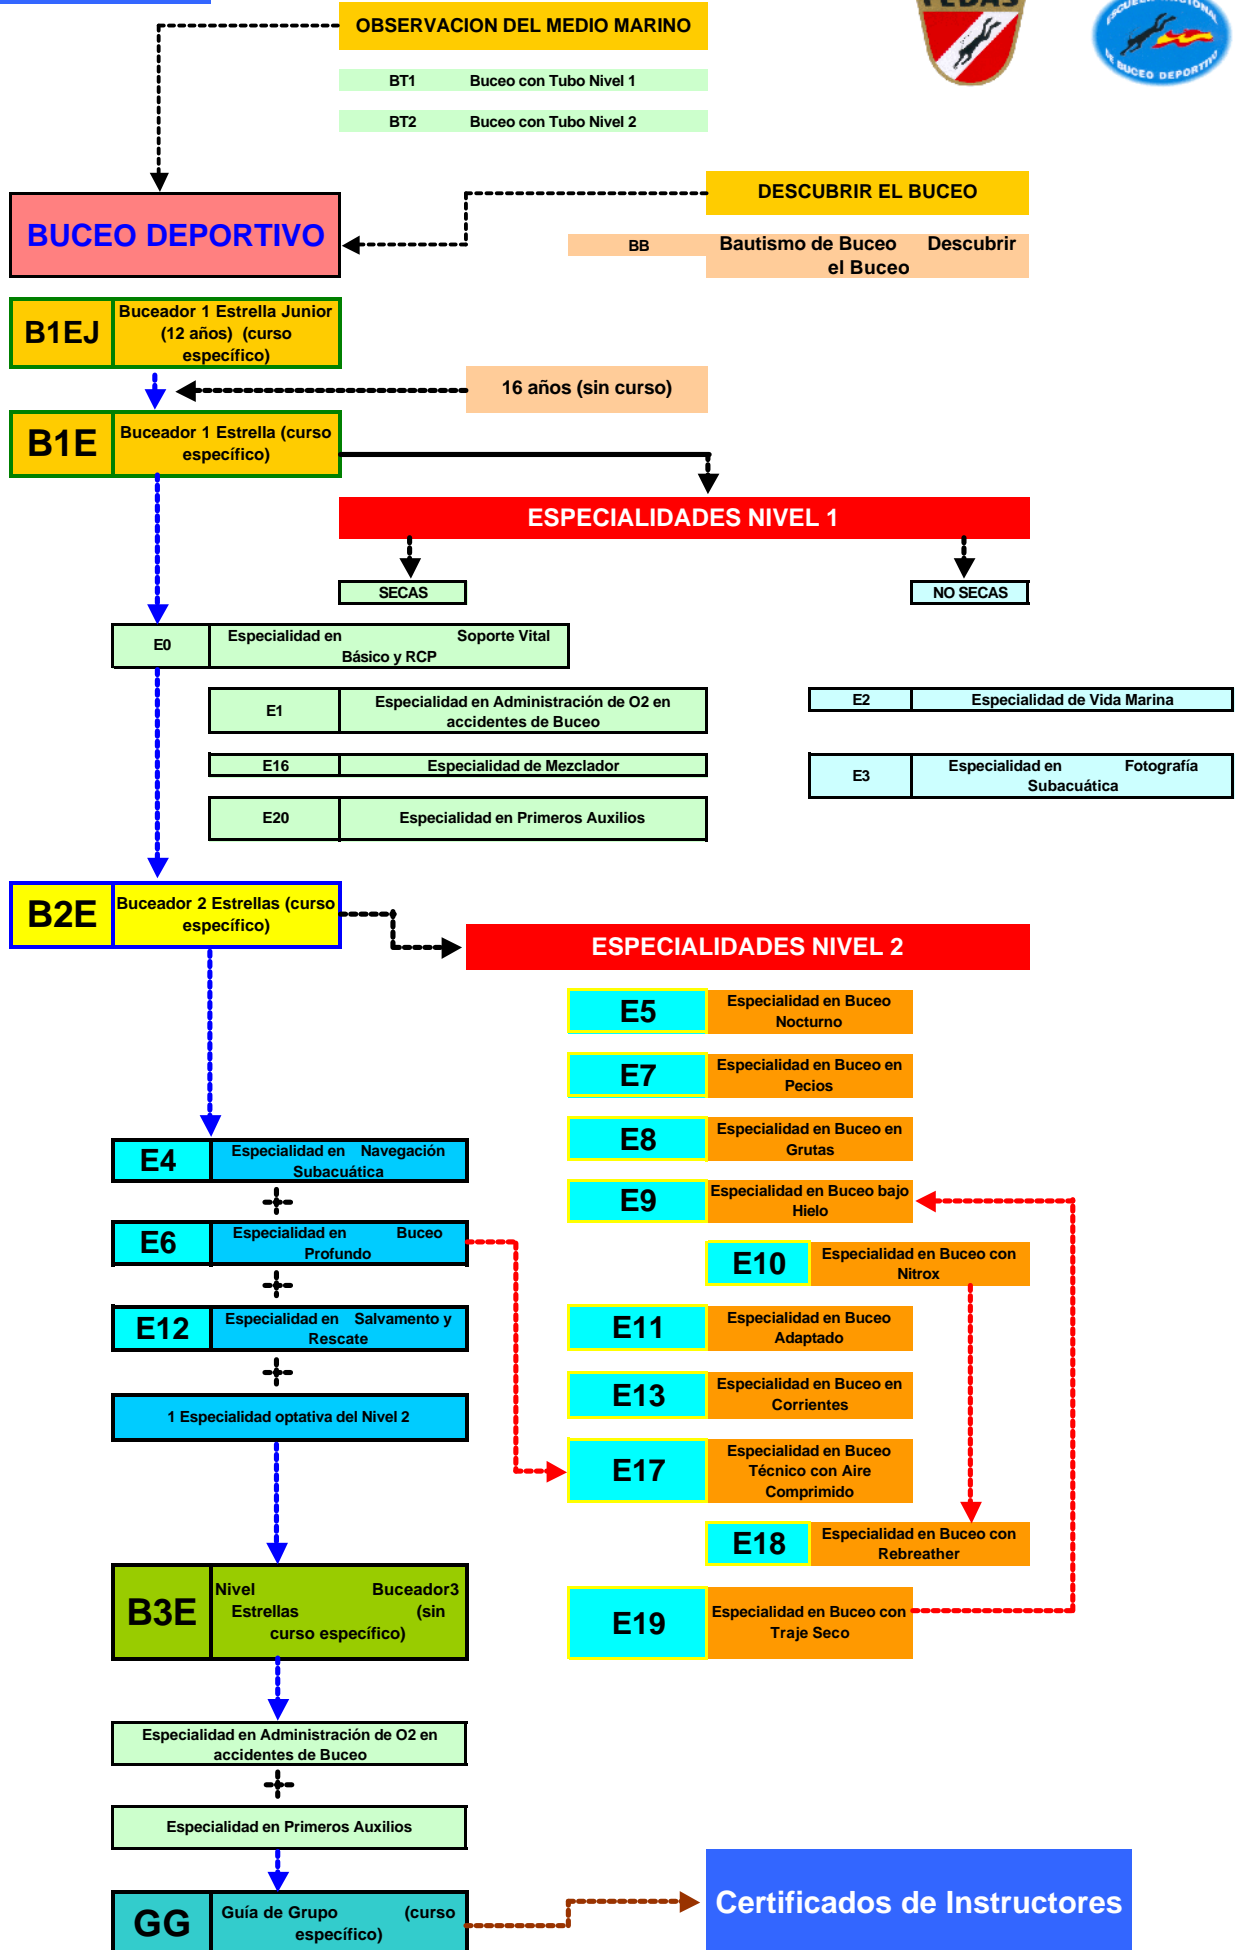 FEDAS
ESCUELA NACIONAL
DE BUCEO DEPORTIVO
OBSERVACION DEL MEDIO MARINO
BT1 Buceo con Tubo Nivel 1
BT2 Buceo con Tubo Nivel 2
DESCUBRIR EL BUCEO
BUCEO DEPORTIVO
BB Bautismo de Buceo Descubrir
el Buceo
B1EJ
Buceador 1 Estrella Junior
(12 años) (curso
específico)
16 años (sin curso)
B1E
Buceador 1 Estrella (curso
específico)
ESPECIALIDADES NIVEL 1
SECAS
NO SECAS
E0
Especialidad en Soporte Vital
Básico y RCP
E1
Especialidad en Administración de O2 en
accidentes de Buceo
E2 Especialidad de Vida Marina
E16 Especialidad de Mezclador
E3
Especialidad en Fotografía
Subacuática
E20 Especialidad en Primeros Auxilios
B2E
Buceador 2 Estrellas (curso
específico)
ESPECIALIDADES NIVEL 2
E5
Especialidad en Buceo
Nocturno
E7
Especialidad en Buceo en
Pecios
E8
Especialidad en Buceo en
Grutas
E4
Especialidad en Navegación
Subacuática
E9
Especialidad en Buceo bajo
Hielo
E6
Especialidad en Buceo
Profundo
E10
Especialidad en Buceo con
Nitrox
E12
Especialidad en Salvamento y
Rescate
E11
Especialidad en Buceo
Adaptado
E13
Especialidad en Buceo en
Corrientes
1 Especialidad optativa del Nivel 2
E17
Especialidad en Buceo
Técnico con Aire
Comprimido
E18
Especialidad en Buceo con
Rebreather
B3E
Nivel Buceador3
Estrellas (sin
curso específico)
E19
Especialidad en Buceo con
Traje Seco
Especialidad en Administración de O2 en
accidentes de Buceo
Especialidad en Primeros Auxilios
GG
Guía de Grupo (curso
específico)
Certificados de Instructores